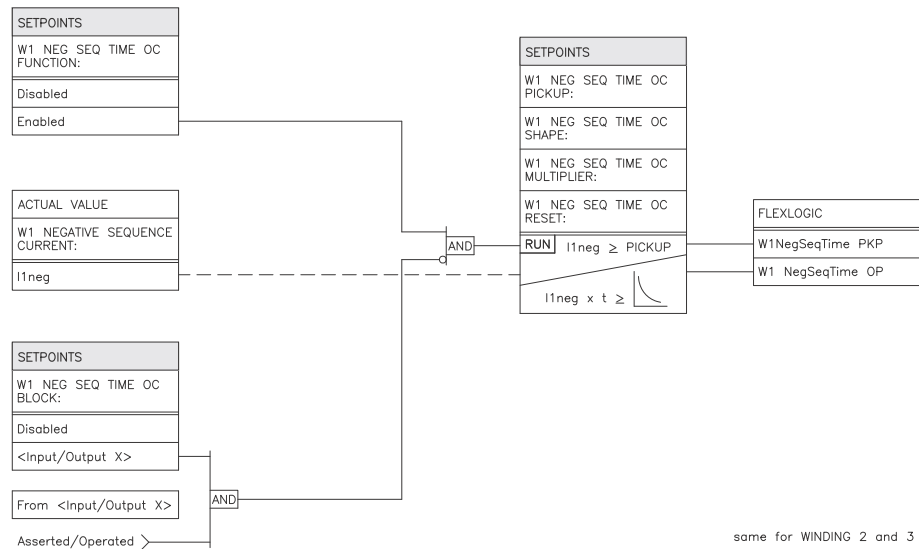 SETPOINTS
W1 NEG SEQ TIME OC
FUNCTION:
Disabled
Enabled
ACTUAL VALUE
W1 NEGATIVE SEQUENCE
CURRENT:
I1neg
SETPOINTS
W1 NEG SEQ TIME OC
BLOCK:
Disabled
<Input/Output X>
From <Input/Output X>
Asserted/Operated
AND
AND
SETPOINTS
W1 NEG SEQ TIME OC
PICKUP:
W1 NEG SEQ TIME OC
SHAPE:
W1 NEG SEQ TIME OC
MULTIPLIER:
W1 NEG SEQ TIME OC
RESET:
RUN I1neg ≥ PICKUP
I1neg x t ≥
FLEXLOGIC
W1NegSeqTime PKP
W1 NegSeqTime OP
same for WINDING 2 and 3